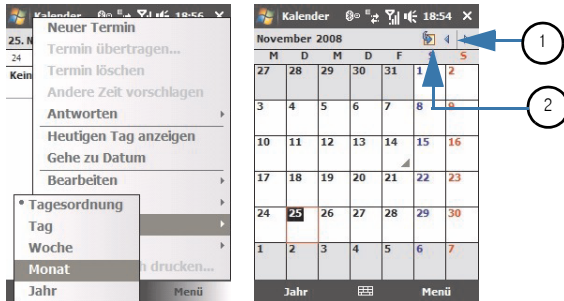 Kalender 18:56
25. N
24
Kein
Neuer Termin
Termin übertragen...
Termin löschen
Andere Zeit vorschlagen
Antworten
Heutigen Tag anzeigen
Gehe zu Datum
Bearbeiten
Tagesordnung
Tag
Woche
Monat
Jahr
drucken...
Menü
Kalender 18:54
November 2008
M D M D F S S
27 28 29 30 31 1 2
3 4 5 6 7 8 9
10 11 12 13 14 15 16
17 18 19 20 21 22 23
24 25 26 27 28 29 30
1 2 3 4 5 6 7
Jahr Menü
1
2